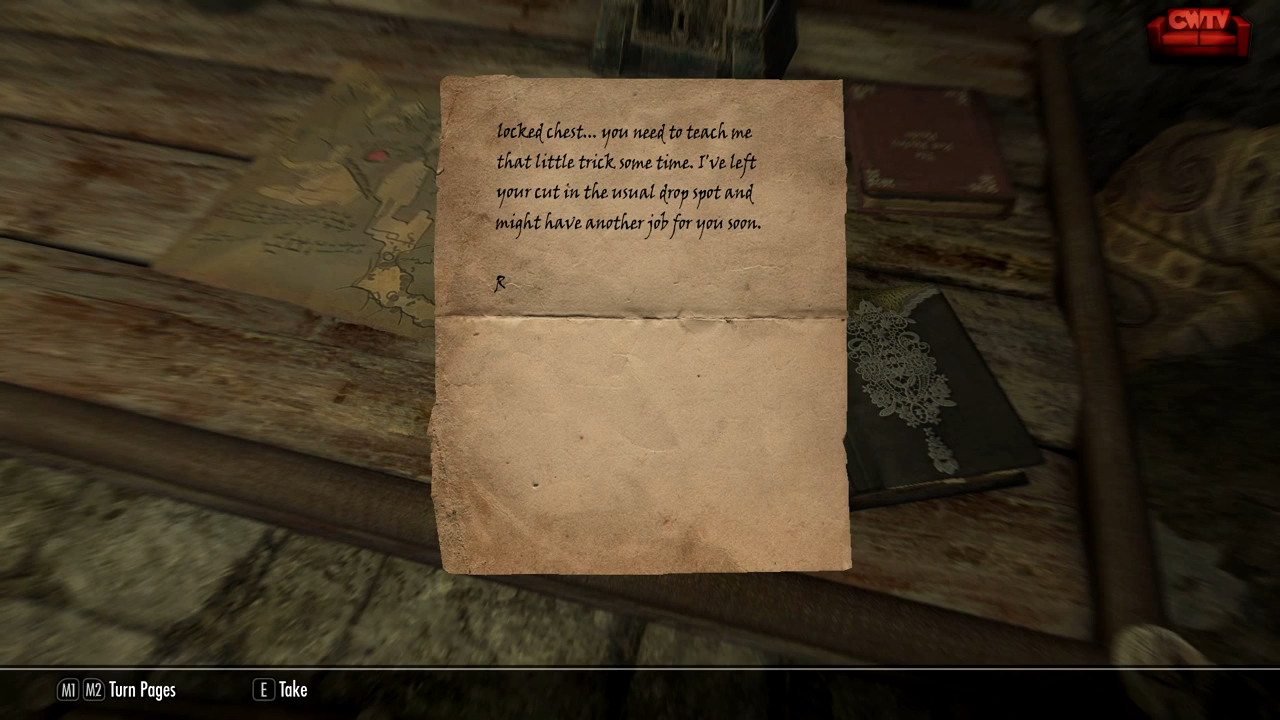 CWTV
locked chest... you need to teach me
that little trick some time. I've left
your cut in the usual drop spot and
might have another job for you soon.
R
M1 M2 Turn Pages
E Take